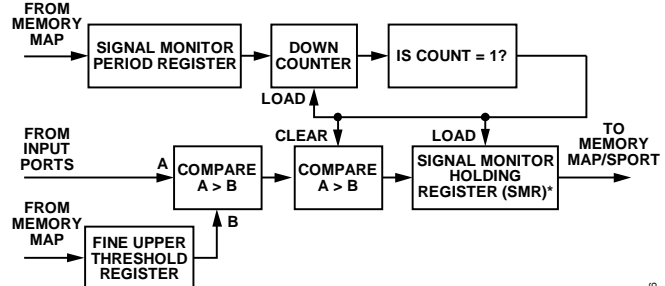 FROM
MEMORY
MAP
SIGNAL MONITOR
PERIOD REGISTER
DOWN
COUNTER
IS COUNT = 1?
LOAD
FROM
INPUT
PORTS
A
COMPARE
A > B
B
CLEAR
COMPARE
A > B
LOAD
SIGNAL MONITOR
HOLDING
REGISTER (SMR)*
TO
MEMORY
MAP/SPORT
FROM
MEMORY
MAP
FINE UPPER
THRESHOLD
REGISTER